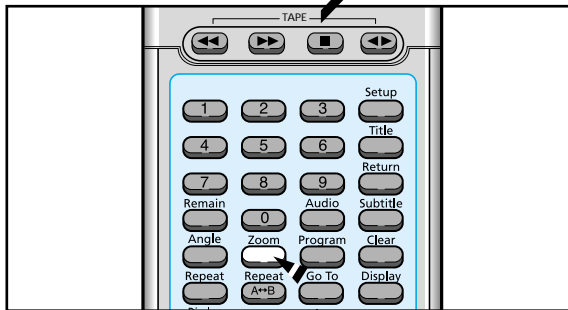 TAPE
Setup
1 2 3
Title
4 5 6
Return
7 8 9
Remain Audio Subtitle
0
Angle Zoom Program Clear
Repeat Repeat Go To Display
A↔B